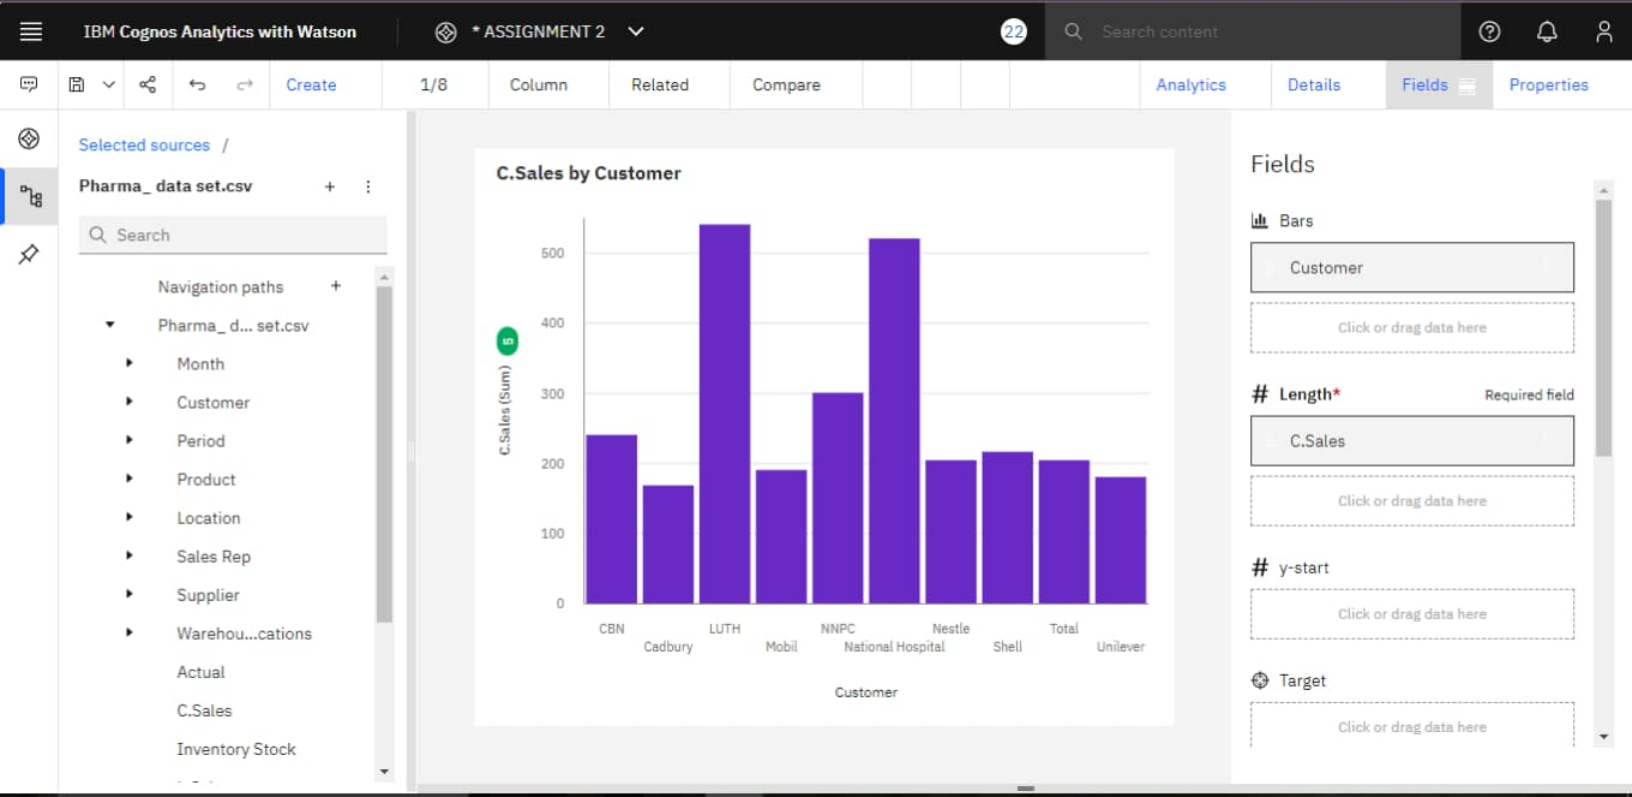 IBM Cognos Analytics with Watson
* ASSIGNMENT 2
22
Search content
Create
1/8
Column
Related
Compare
Analytics
Details
Fields
Properties
Selected sources /
Pharma_ data set.csv
Search
Navigation paths
Pharma_ d... set.csv
Month
Customer
Period
Product
Location
Sales Rep
Supplier
Warehou...cations
Actual
C.Sales
Inventory Stock
C.Sales by Customer
C.Sales (Sum)
5
500
400
300
200
100
0
CBN
Cadbury
LUTH
Mobil
NNPC
National Hospital
Nestle
Shell
Total
Unilever
Customer
Fields
Bars
Customer
Click or drag data here
# Length* Required field
C.Sales
Click or drag data here
# y-start
Click or drag data here
Target
Click or drag data here